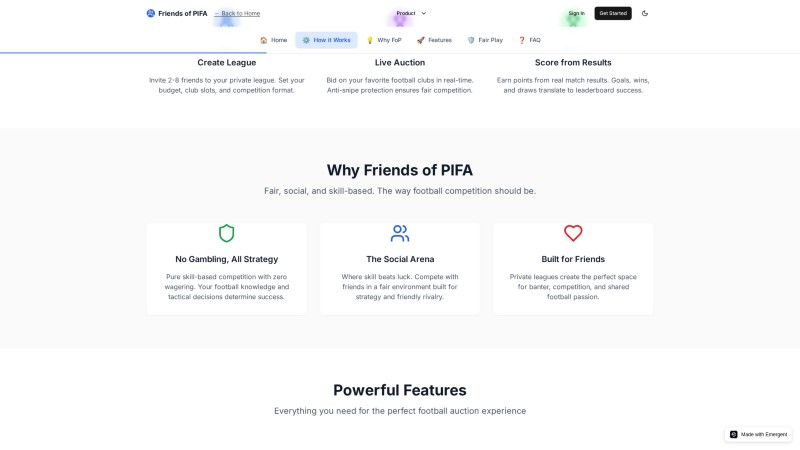 Friends of PIFA
← Back to Home
Product
Sign In
Get Started
Home
How it Works
Why FoP
Features
Fair Play
FAQ
Create League
Invite 2-8 friends to your private league. Set your
budget, club slots, and competition format.
Live Auction
Bid on your favorite football clubs in real-time.
Anti-snipe protection ensures fair competition.
Score from Results
Earn points from real match results. Goals, wins,
and draws translate to leaderboard success.
Why Friends of PIFA
Fair, social, and skill-based. The way football competition should be.
No Gambling, All Strategy
Pure skill-based competition with zero
wagering. Your football knowledge and
tactical decisions determine success.
The Social Arena
Where skill beats luck. Compete with
friends in a fair environment built for
strategy and friendly rivalry.
Built for Friends
Private leagues create the perfect space
for banter, competition, and shared
football passion.
Powerful Features
Everything you need for the perfect football auction experience
Made with Emergent